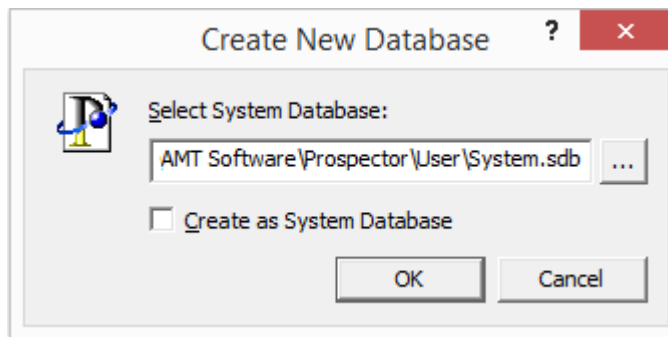 Create New Database ? ×
Select System Database:
AMT Software\Prospector\User\System.sdb ...
Create as System Database
OK Cancel